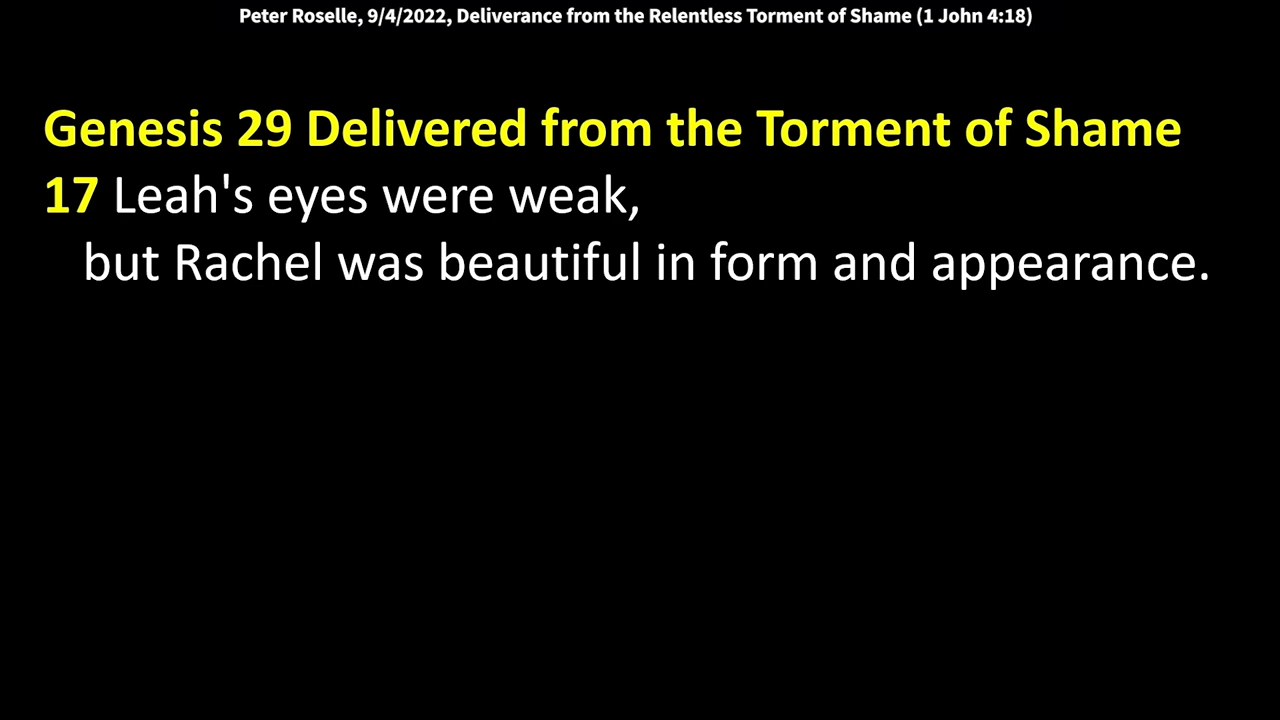 Peter Roselle, 9/4/2022, Deliverance from the Relentless Torment of Shame (1 John 4:18)
Genesis 29 Delivered from the Torment of Shame
17 Leah's eyes were weak,
but Rachel was beautiful in form and appearance.